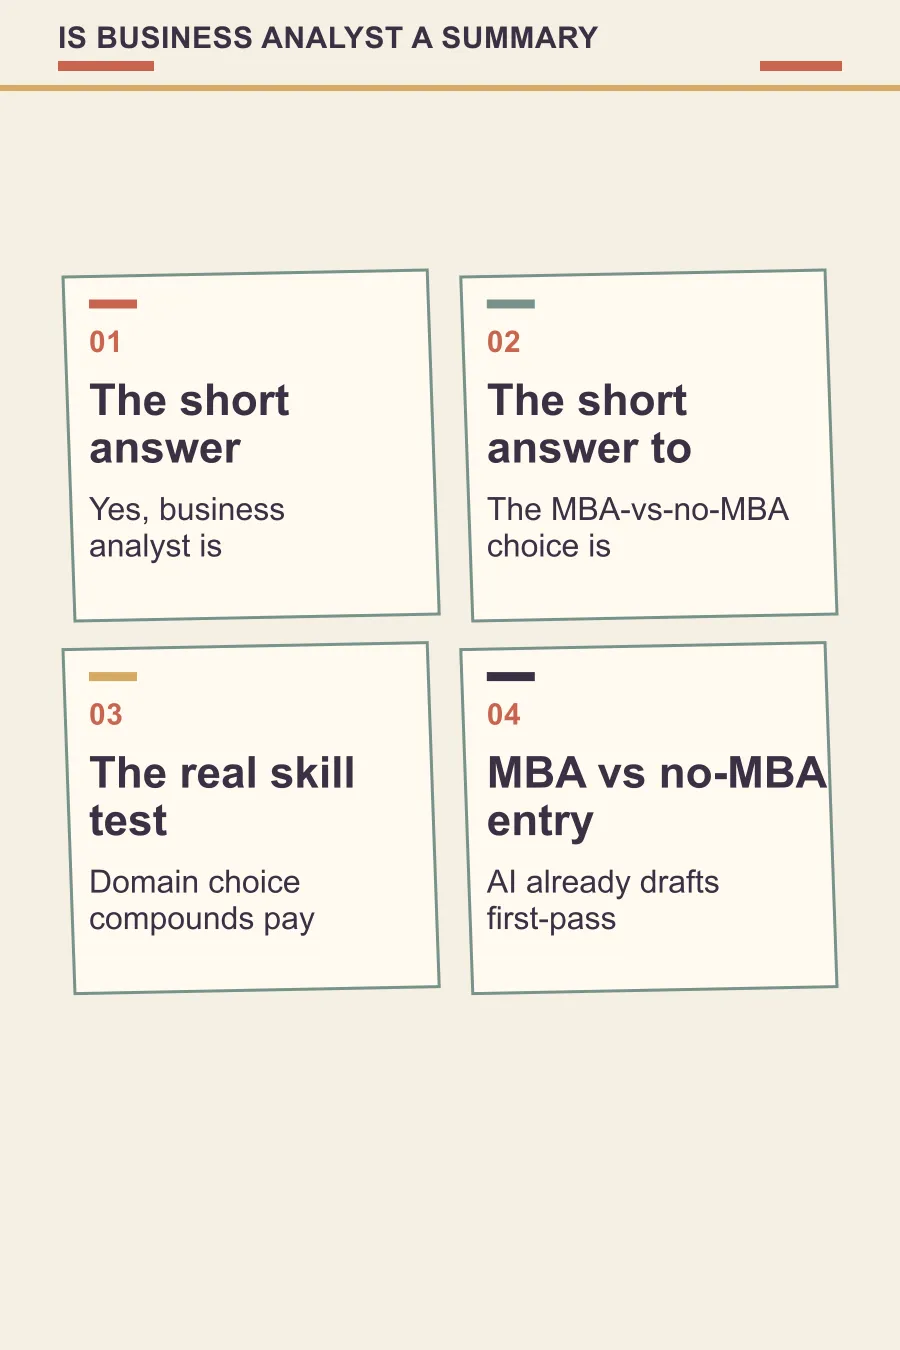 IS BUSINESS ANALYST A SUMMARY
01
The short
answer
Yes, business
analyst is
02
The short
answer to
The MBA-vs-no-MBA
choice is
03
The real skill
test
Domain choice
compounds pay
04
MBA vs no-MBA
entry
AI already drafts
first-pass